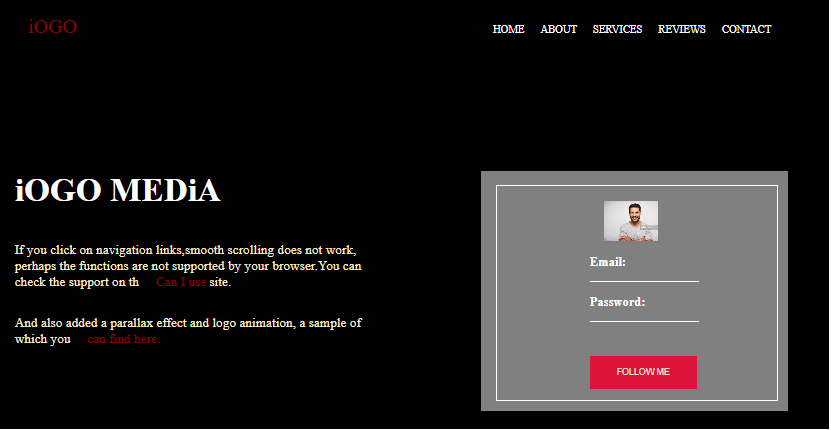 iOGO
HOME ABOUT SERVICES REVIEWS CONTACT
iOGO MEDiA
If you click on navigation links,smooth scrolling does not work,
perhaps the functions are not supported by your browser.You can
check the support on th Can I use site.
And also added a parallax effect and logo animation, a sample of
which you can find here.
Email:
Password:
FOLLOW ME